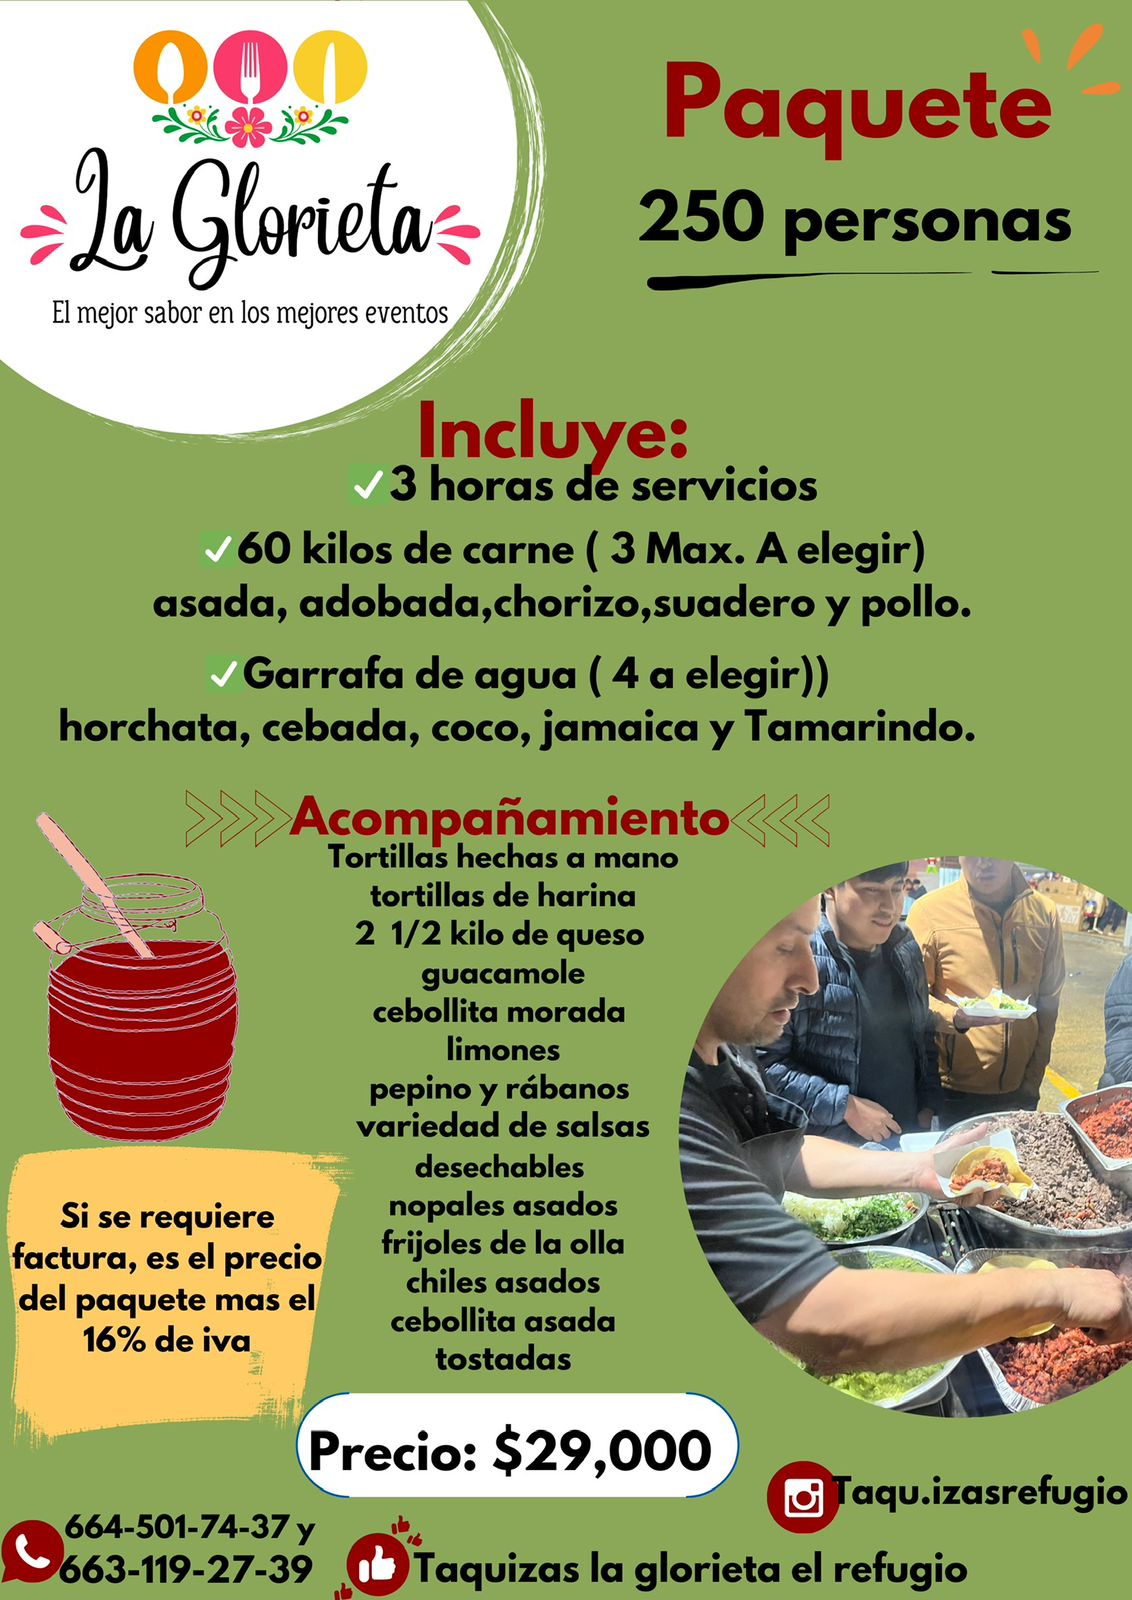 La Glorieta
El mejor sabor en los mejores eventos
Paquete
250 personas
Incluye:
3 horas de servicios
60 kilos de carne ( 3 Max. A elegir)
asada, adobada,chorizo,suadero y pollo.
Garrafa de agua ( 4 a elegir))
horchata, cebada, coco, jamaica y Tamarindo.
Acompañamiento
Tortillas hechas a mano
tortillas de harina
2 1/2 kilo de queso
guacamole
cebollita morada
limones
pepino y rábanos
variedad de salsas
desechables
nopales asados
frijoles de la olla
chiles asados
cebollita asada
tostadas
Si se requiere
factura, es el precio
del paquete mas el
16% de iva
Precio: $29,000
Taqu.izasrefugio
664-501-74-37 y
663-119-27-39
Taquizas la glorieta el refugio